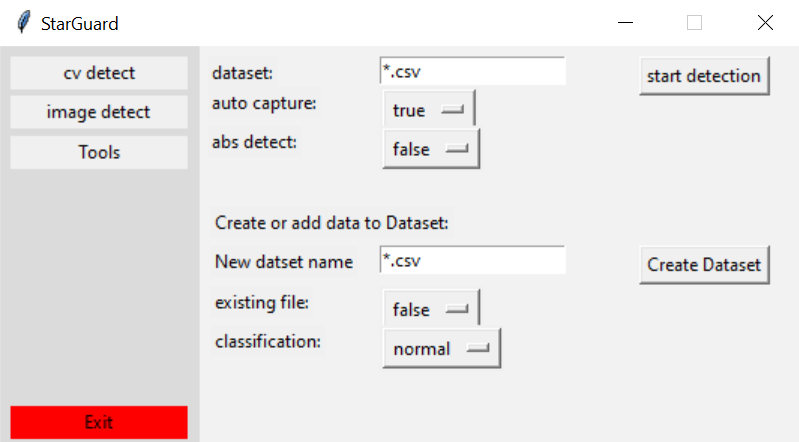 StarGuard
cv detect
image detect
Tools
Exit
dataset: *.csv start detection
auto capture: true
abs detect: false
Create or add data to Dataset:
New datset name *.csv Create Dataset
existing file: false
classification: normal